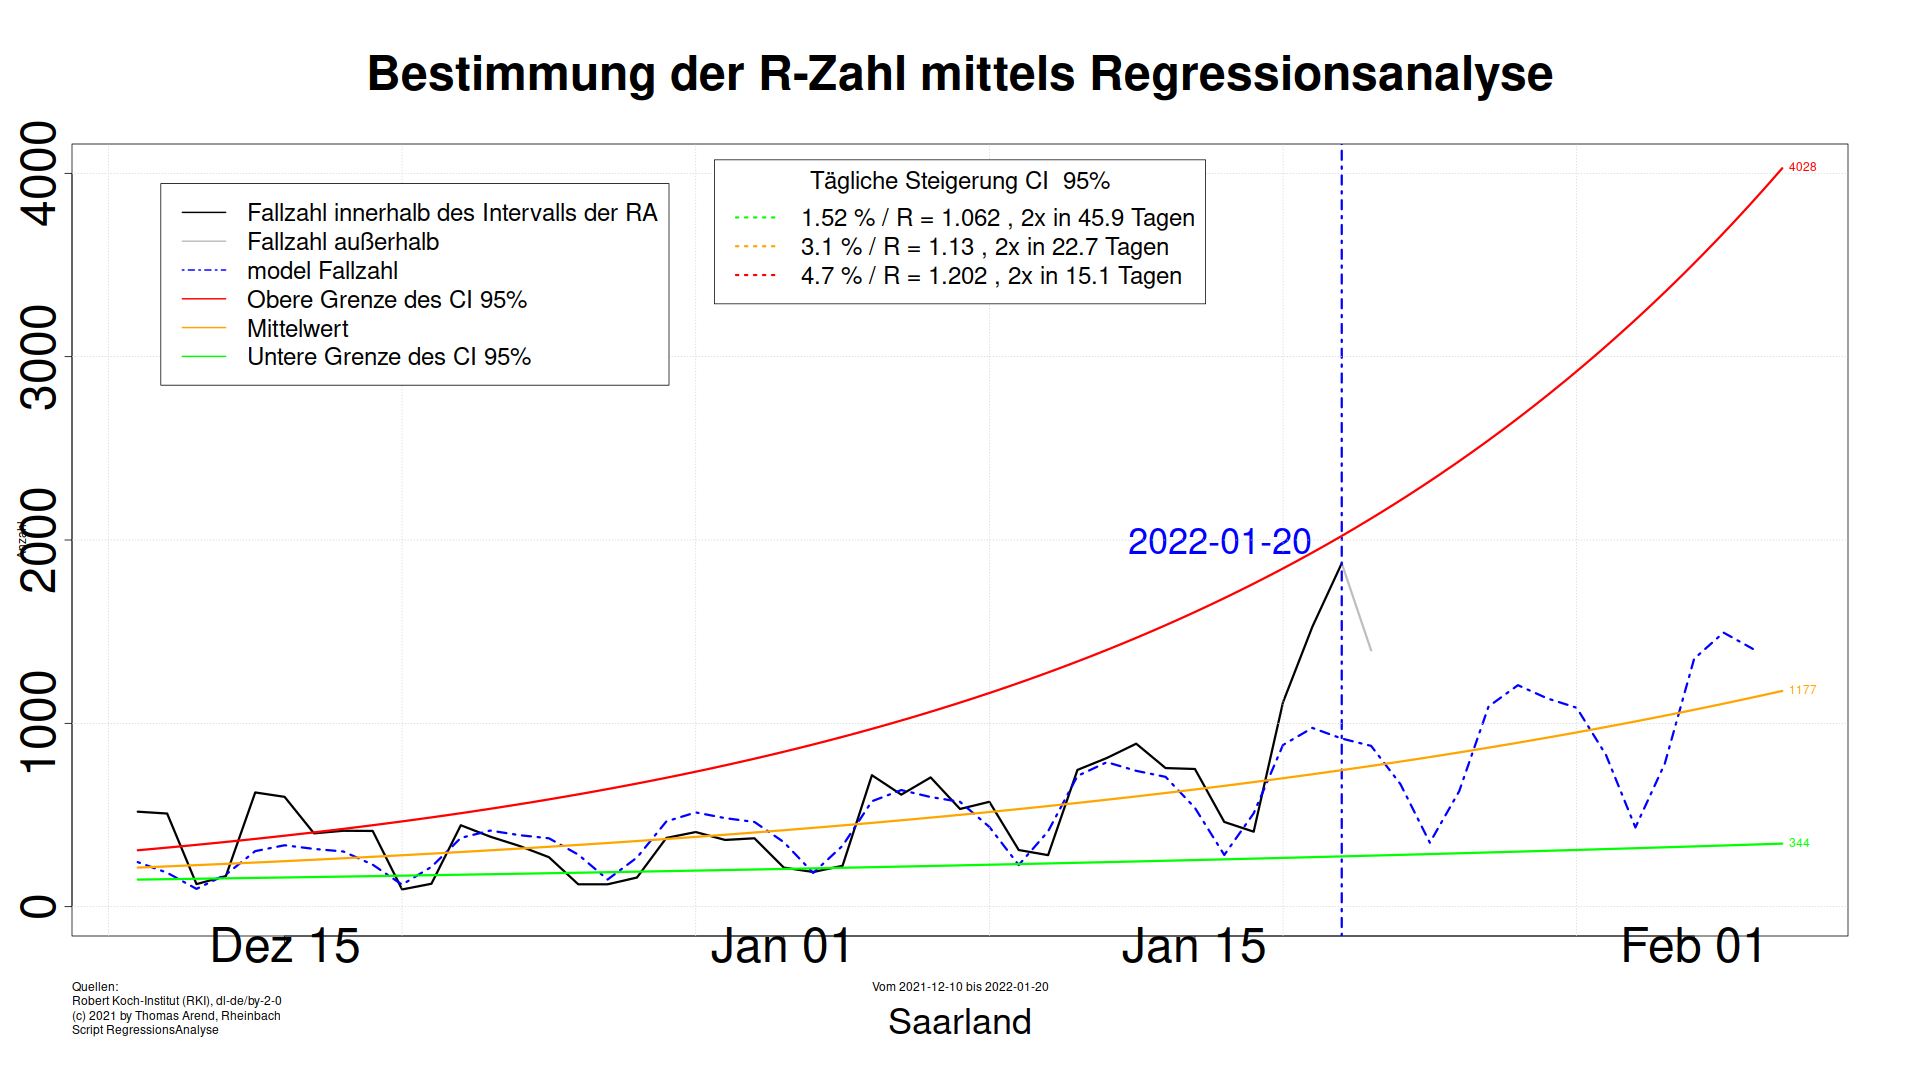 Bestimmung der R-Zahl mittels Regressionsanalyse
Anzahl
4000
3000
2000
1000
0
Fallzahl innerhalb des Intervalls der RA
Fallzahl außerhalb
model Fallzahl
Obere Grenze des CI 95%
Mittelwert
Untere Grenze des CI 95%
Tägliche Steigerung CI  95%
1.52 % / R = 1.062 , 2x in 45.9 Tagen
3.1 % / R = 1.13 , 2x in 22.7 Tagen
4.7 % / R = 1.202 , 2x in 15.1 Tagen
2022-01-20
4028
1177
344
Dez 15
Jan 01
Jan 15
Feb 01
Quellen:
Robert Koch-Institut (RKI), dl-de/by-2-0
(c) 2021 by Thomas Arend, Rheinbach
Script RegressionsAnalyse
Vom 2021-12-10 bis 2022-01-20
Saarland